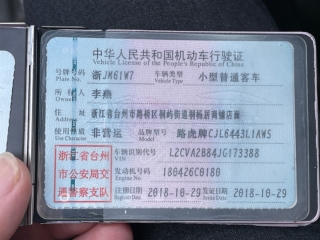 中华人民共和国机动车行驶证
Vehicle License of the People's Republic of China
号牌号码 浙JM61W7 车辆类型 小型普通客车
Plate No. Vehicle Type
所有人 李燕
Owner
住址 浙江省台州市路桥区桐屿街道
Address
使用性质 非营运 品牌型号 路虎牌CJL6443L1AWS
Use Character Model
浙江省台州市公安局交通警察支队
车辆识别代号 L2CVA2B84JG173388
VIN
发动机号码 180426C0180
Engine No.
注册日期 2018-10-29 发证日期 2018-10-29
Register Date Issue Date